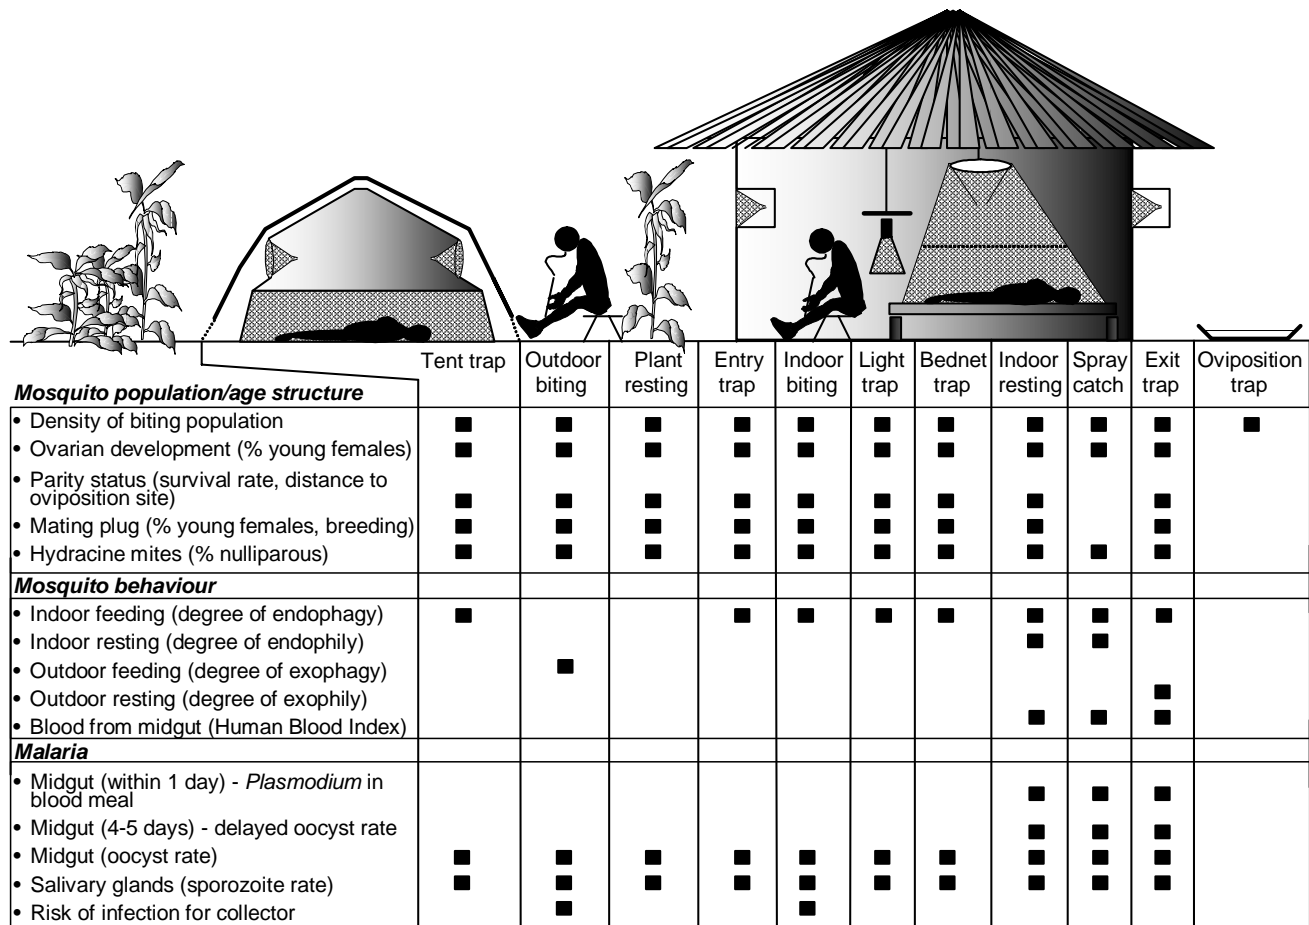 Tent trap
Outdoor biting
Plant resting
Entry trap
Indoor biting
Light trap
Bednet trap
Indoor resting
Spray catch
Exit trap
Oviposition trap
Mosquito population/age structure
• Density of biting population
• Ovarian development (% young females)
• Parity status (survival rate, distance to
oviposition site)
• Mating plug (% young females, breeding)
• Hydracine mites (% nulliparous)
Mosquito behaviour
• Indoor feeding (degree of endophagy)
• Indoor resting (degree of endophily)
• Outdoor feeding (degree of exophagy)
• Outdoor resting (degree of exophily)
• Blood from midgut (Human Blood Index)
Malaria
• Midgut (within 1 day) - Plasmodium in
blood meal
• Midgut (4-5 days) - delayed oocyst rate
• Midgut (oocyst rate)
• Salivary glands (sporozoite rate)
• Risk of infection for collector